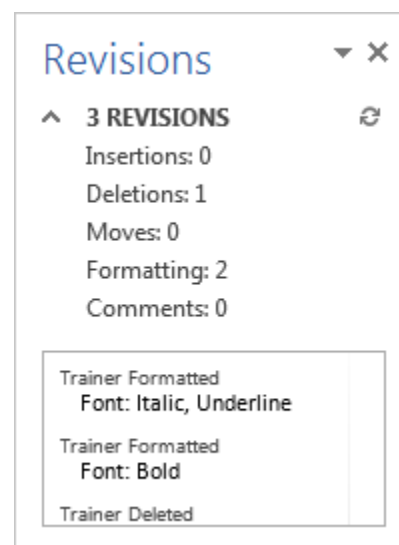 Revisions
3 REVISIONS
Insertions: 0
Deletions: 1
Moves: 0
Formatting: 2
Comments: 0
Trainer Formatted
Font: Italic, Underline
Trainer Formatted
Font: Bold
Trainer Deleted